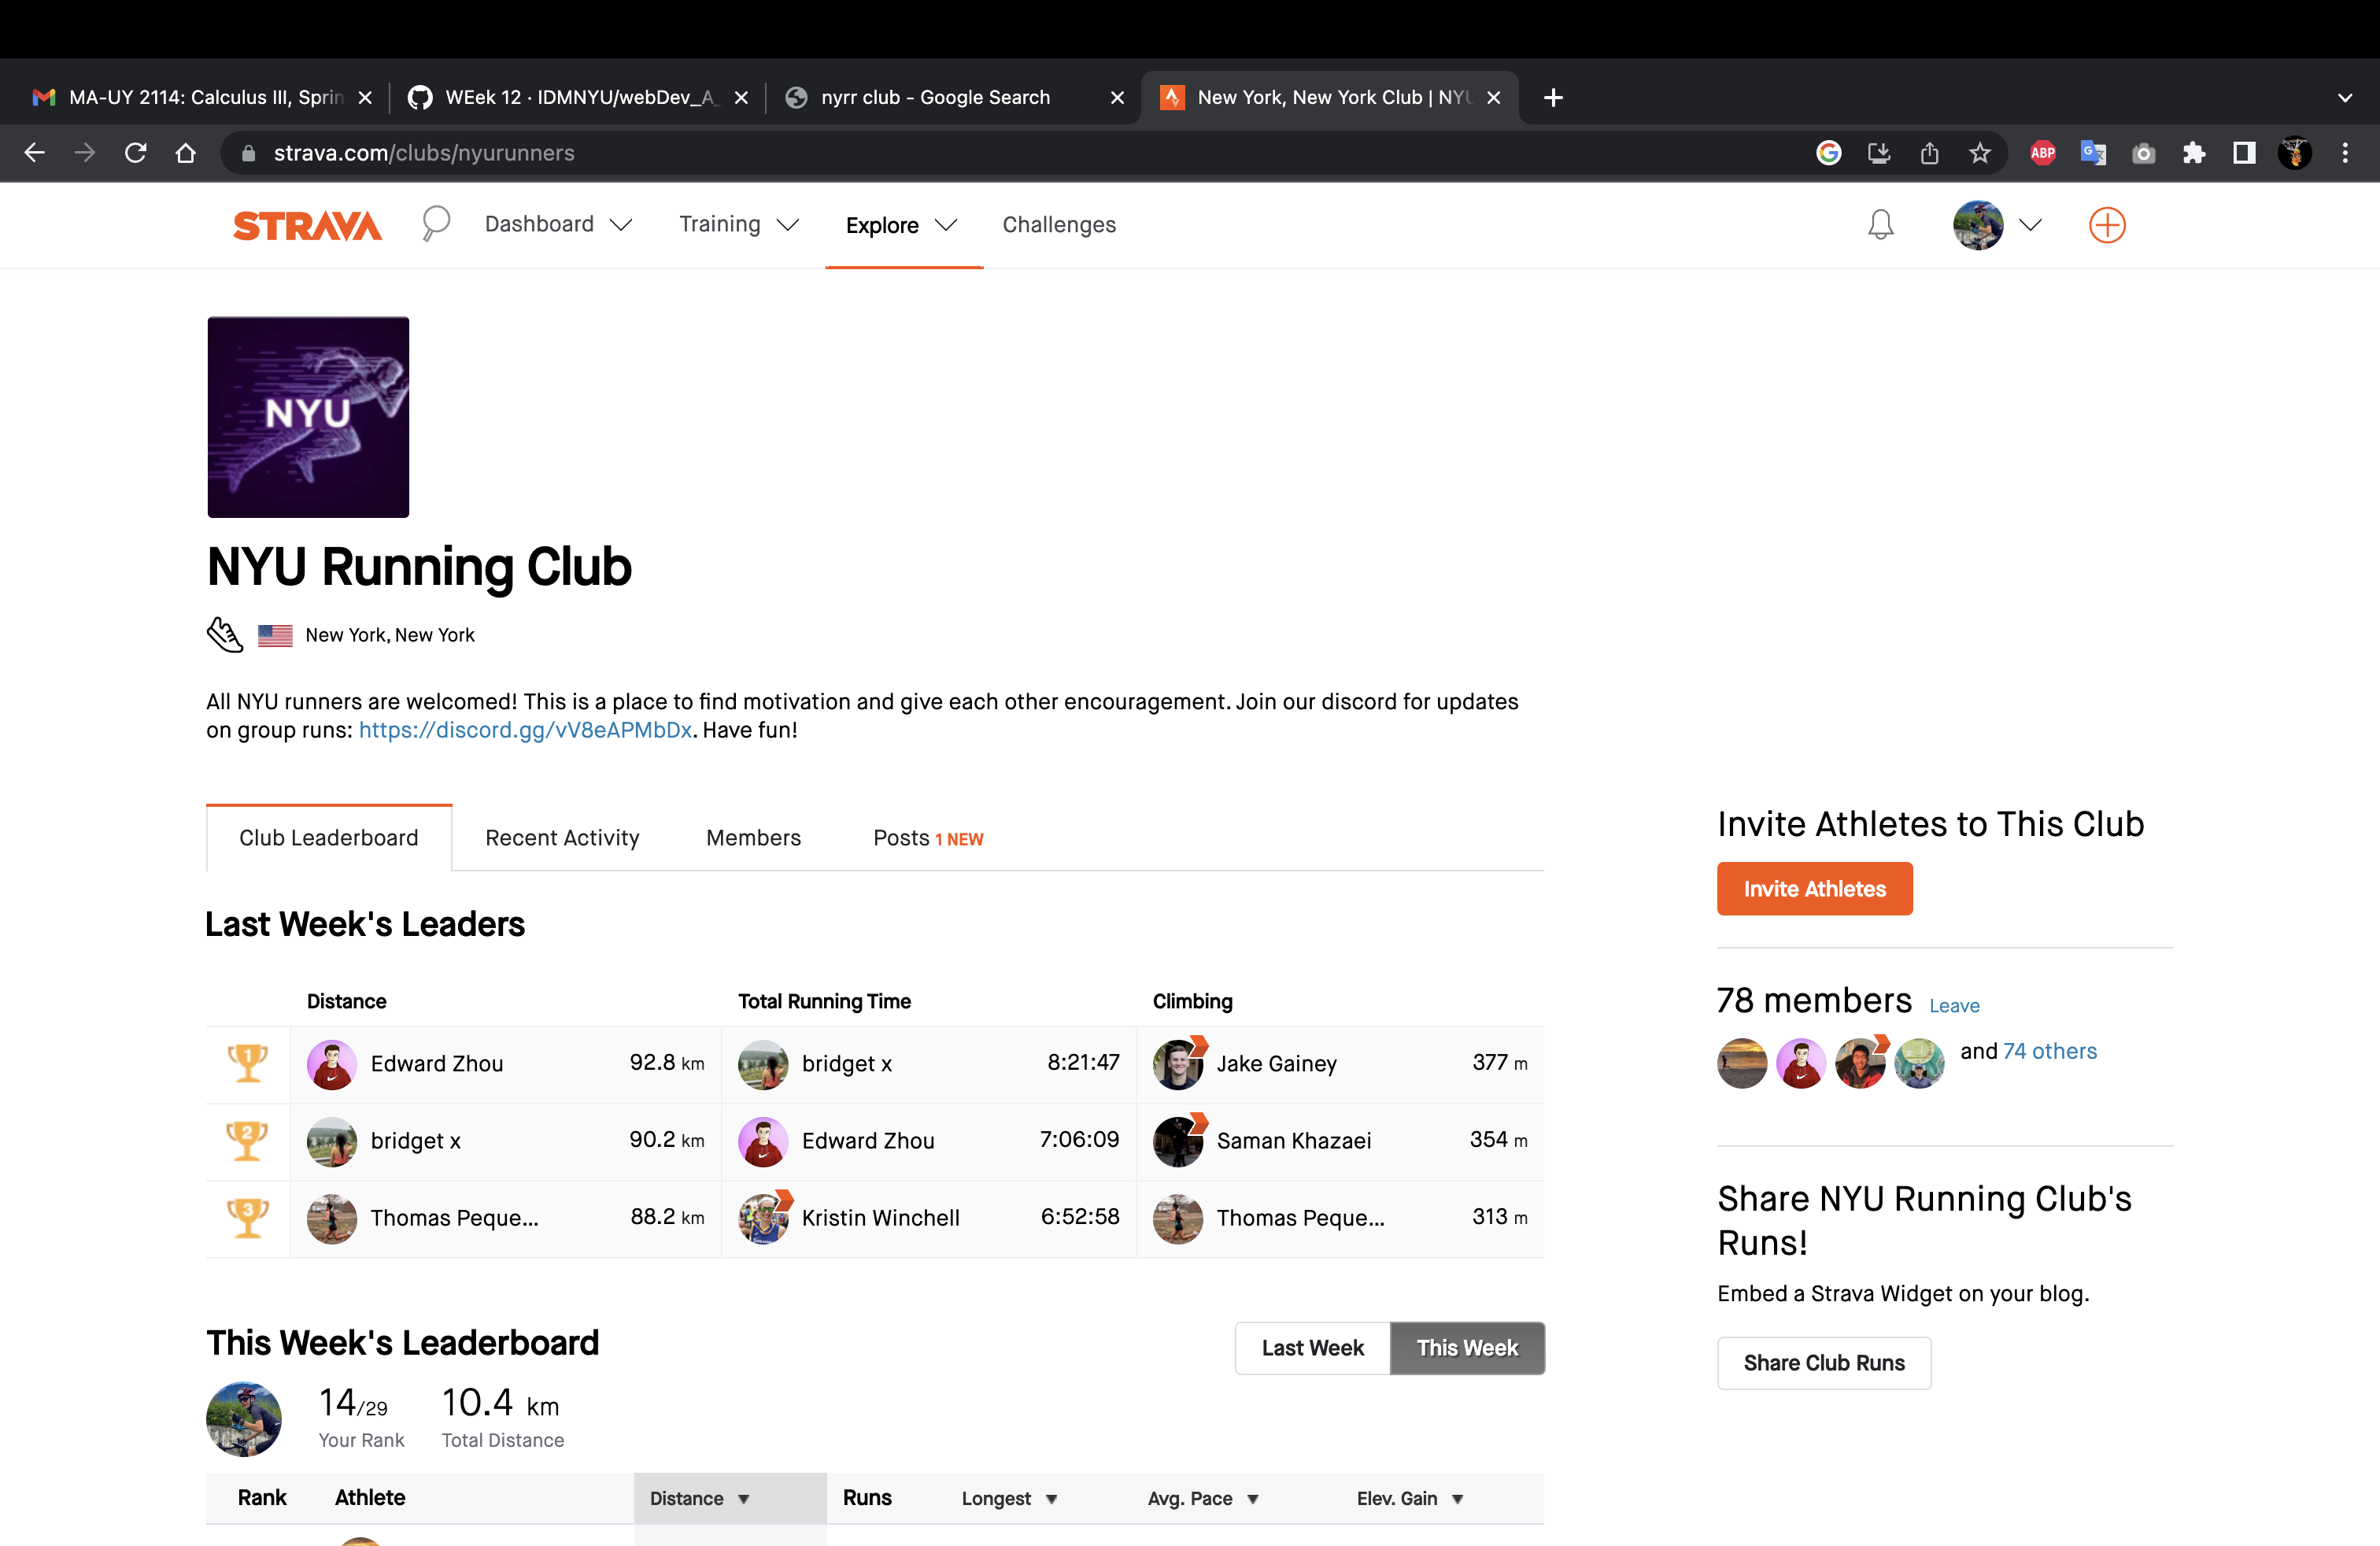 MA-UY 2114: Calculus III, Sprin
WEek 12 · IDMNYU/webDev_A_
nyrr club - Google Search
New York, New York Club | NYU
strava.com/clubs/nyurunners
ABP
STRAVA
Dashboard
Training
Explore
Challenges
NYU
NYU Running Club
New York, New York
All NYU runners are welcomed! This is a place to find motivation and give each other encouragement. Join our discord for updates
on group runs: https://discord.gg/vV8eAPMbDx. Have fun!
Club Leaderboard
Recent Activity
Members
Posts 1 NEW
Last Week's Leaders
Distance Total Running Time Climbing
1 Edward Zhou 92.8 km bridget x 8:21:47 Jake Gainey 377 m
2 bridget x 90.2 km Edward Zhou 7:06:09 Saman Khazaei 354 m
3 Thomas Peque... 88.2 km Kristin Winchell 6:52:58 Thomas Peque... 313 m
This Week's Leaderboard
Last Week This Week
14/29 10.4 km
Your Rank Total Distance
Rank Athlete Distance Runs Longest Avg. Pace Elev. Gain
Invite Athletes to This Club
Invite Athletes
78 members Leave
and 74 others
Share NYU Running Club's
Runs!
Embed a Strava Widget on your blog.
Share Club Runs